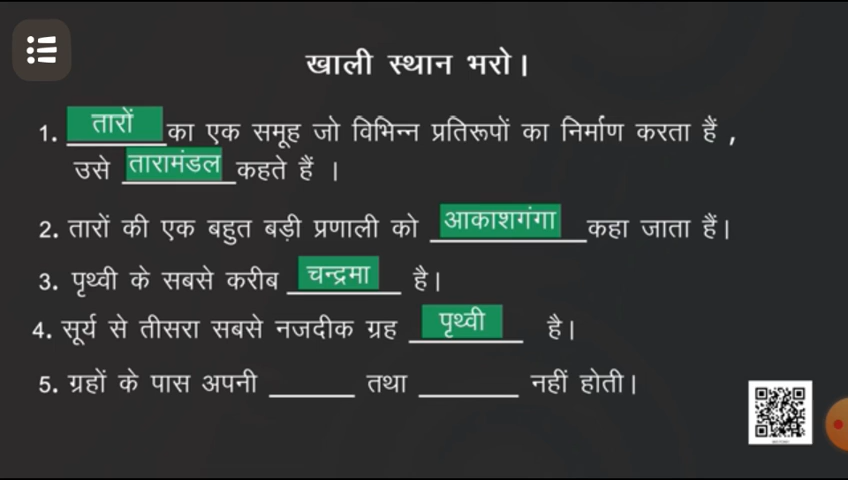 खाली स्थान भरो।
1. तारों का एक समूह जो विभिन्न प्रतिरूपों का निर्माण करता हैं ,
उसे तारामंडल कहते हैं ।
2. तारों की एक बहुत बड़ी प्रणाली को आकाशगंगा कहा जाता हैं।
3. पृथ्वी के सबसे करीब चन्द्रमा है।
4. सूर्य से तीसरा सबसे नजदीक ग्रह पृथ्वी है।
5. ग्रहों के पास अपनी ______ तथा ______ नहीं होती।